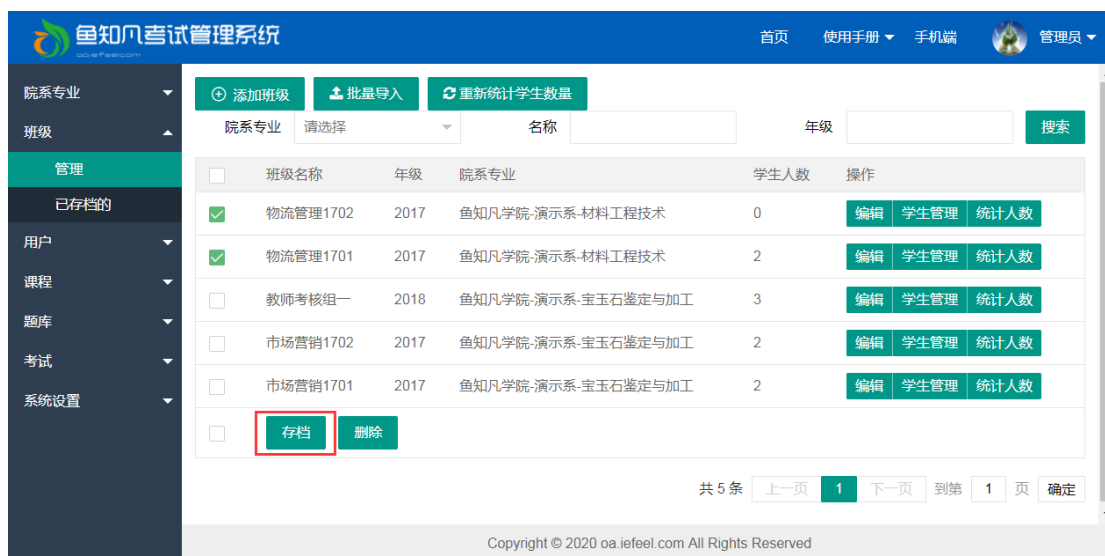 鱼知凡考试管理系统
oa.iefeel.com
首页 使用手册 手机端 管理员
院系专业
班级
管理
已存档的
用户
课程
题库
考试
系统设置
添加班级 批量导入 重新统计学生数量
院系专业 请选择 名称 年级 搜索
班级名称 年级 院系专业 学生人数 操作
物流管理1702 2017 鱼知凡学院-演示系-材料工程技术 0 编辑 学生管理 统计人数
物流管理1701 2017 鱼知凡学院-演示系-材料工程技术 2 编辑 学生管理 统计人数
教师考核组一 2018 鱼知凡学院-演示系-宝玉石鉴定与加工 3 编辑 学生管理 统计人数
市场营销1702 2017 鱼知凡学院-演示系-宝玉石鉴定与加工 2 编辑 学生管理 统计人数
市场营销1701 2017 鱼知凡学院-演示系-宝玉石鉴定与加工 2 编辑 学生管理 统计人数
存档 删除
共 5 条 上一页 1 下一页 到第 1 页 确定
Copyright © 2020 oa.iefeel.com All Rights Reserved